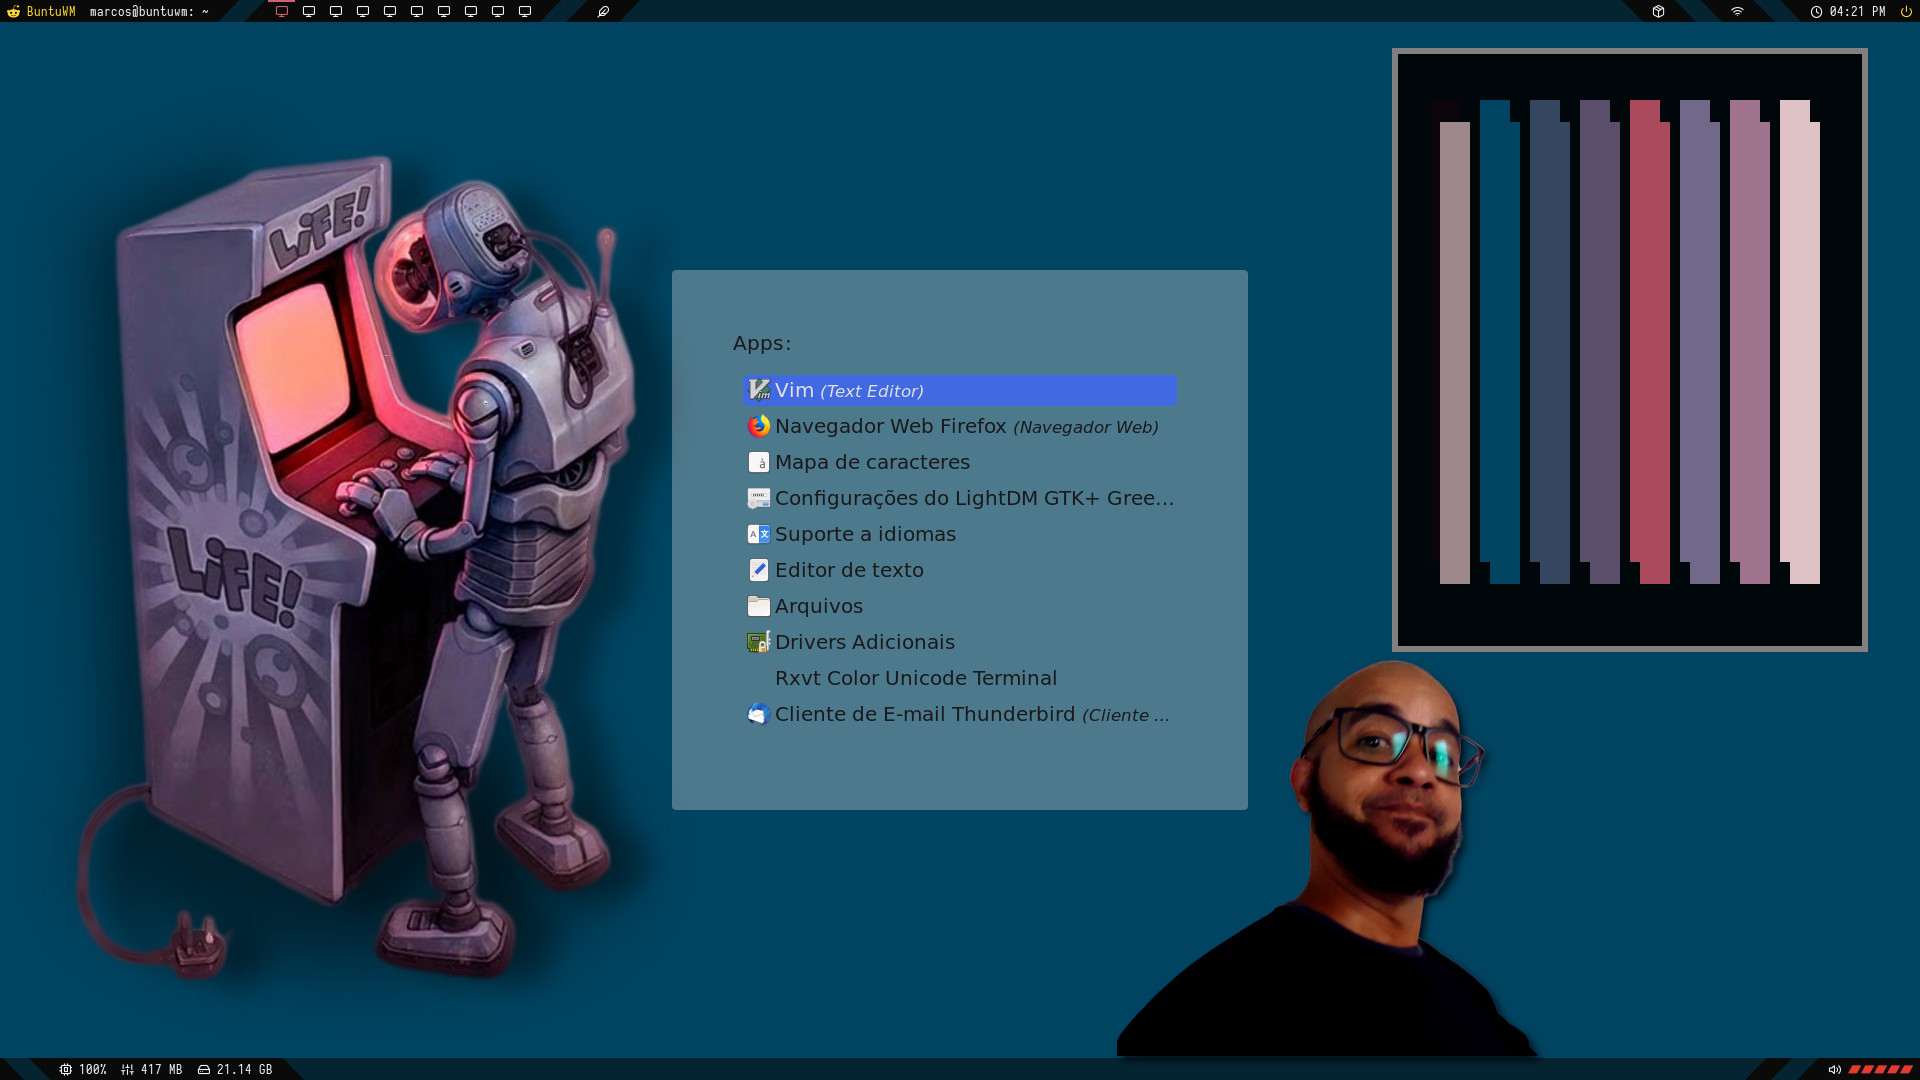 BuntuWM marcos@buntuwm: ~
04:21 PM
LiFE!
LiFE!
Apps:
Vim (Text Editor)
Navegador Web Firefox (Navegador Web)
Mapa de caracteres
Configurações do LightDM GTK+ Gree...
Suporte a idiomas
Editor de texto
Arquivos
Drivers Adicionais
Rxvt Color Unicode Terminal
Cliente de E-mail Thunderbird (Cliente ...
100% 417 MB 21.14 GB